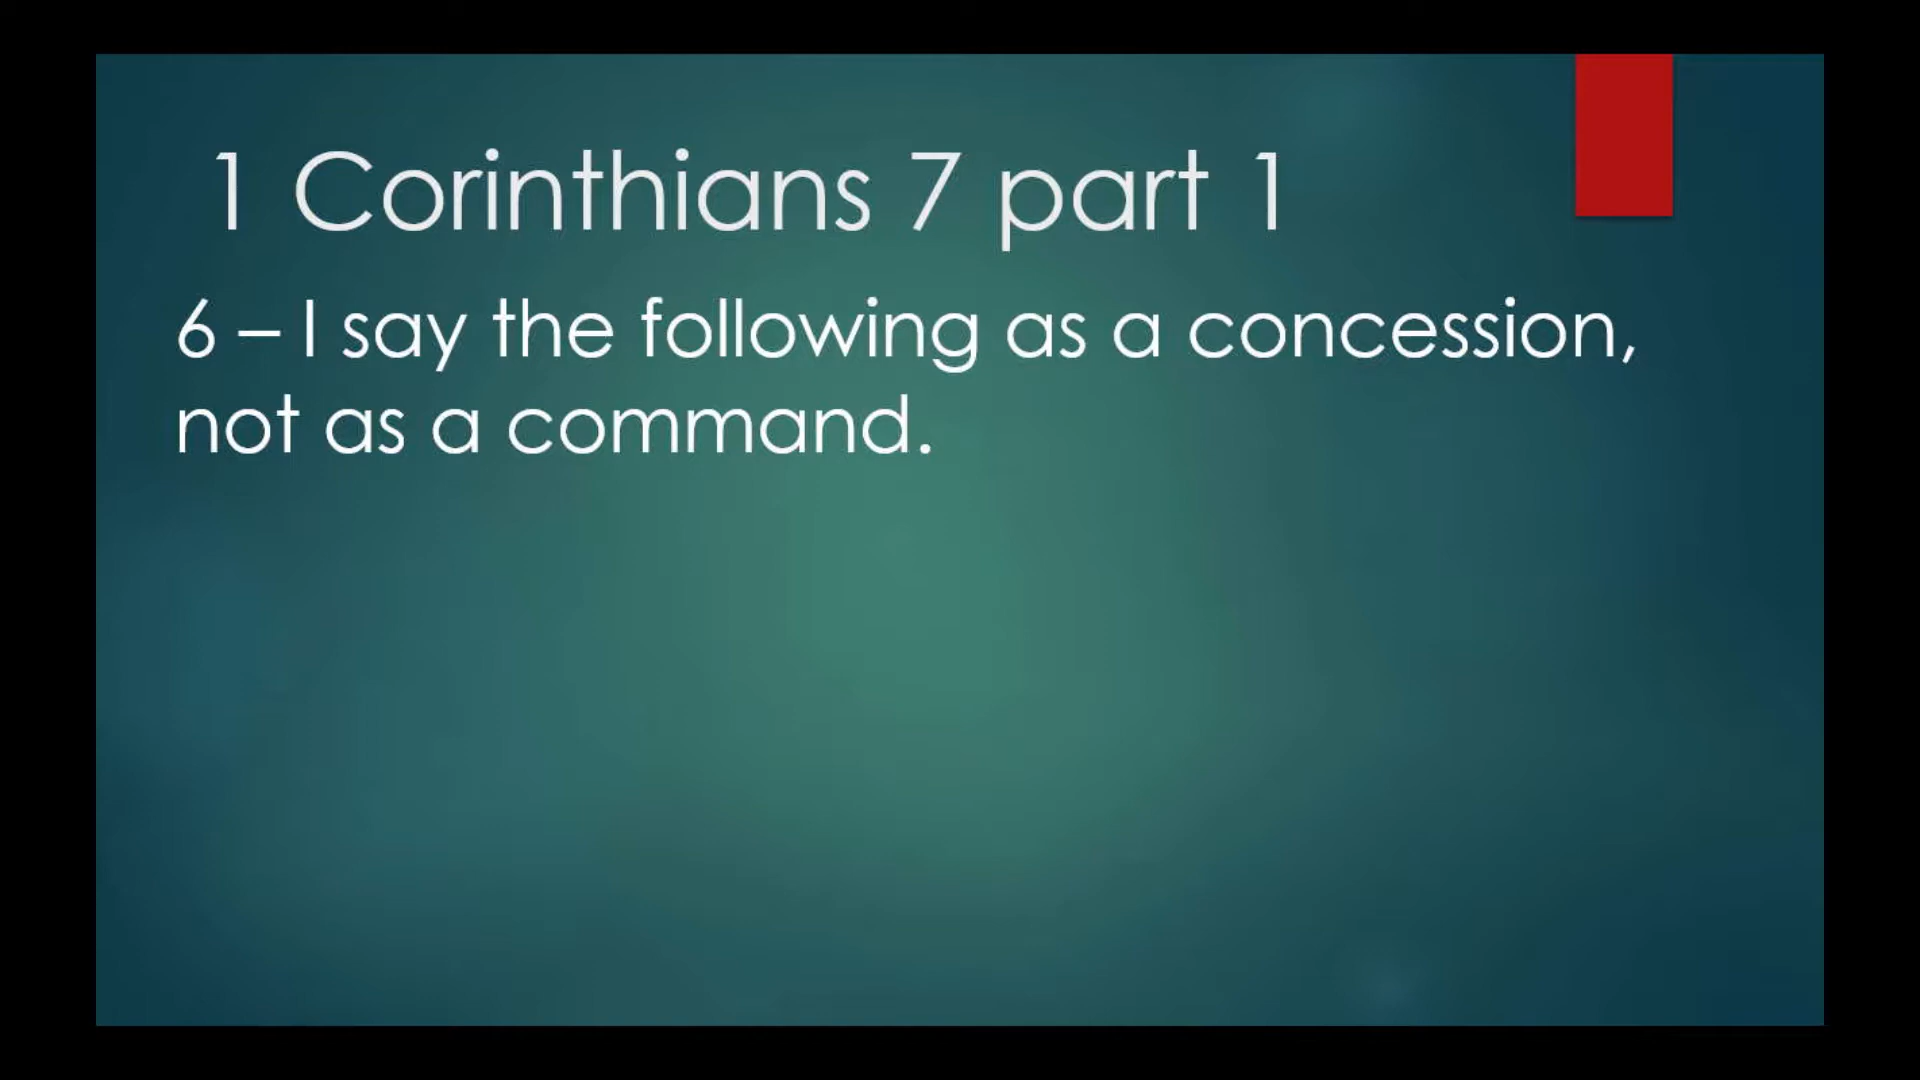 1 Corinthians 7 part 1
6 – I say the following as a concession,
not as a command.